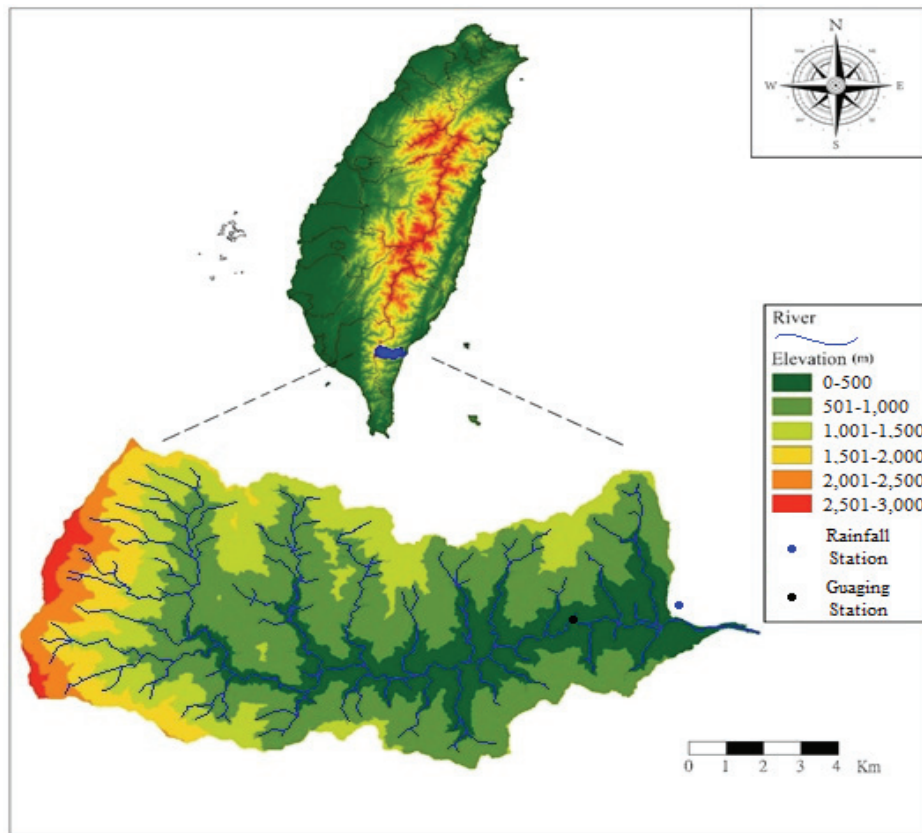 N
W
E
S
River
Elevation (m)
0-500
501-1,000
1,001-1,500
1,501-2,000
2,001-2,500
2,501-3,000
Rainfall
Station
Guaging
Station
0 1 2 3 4 Km